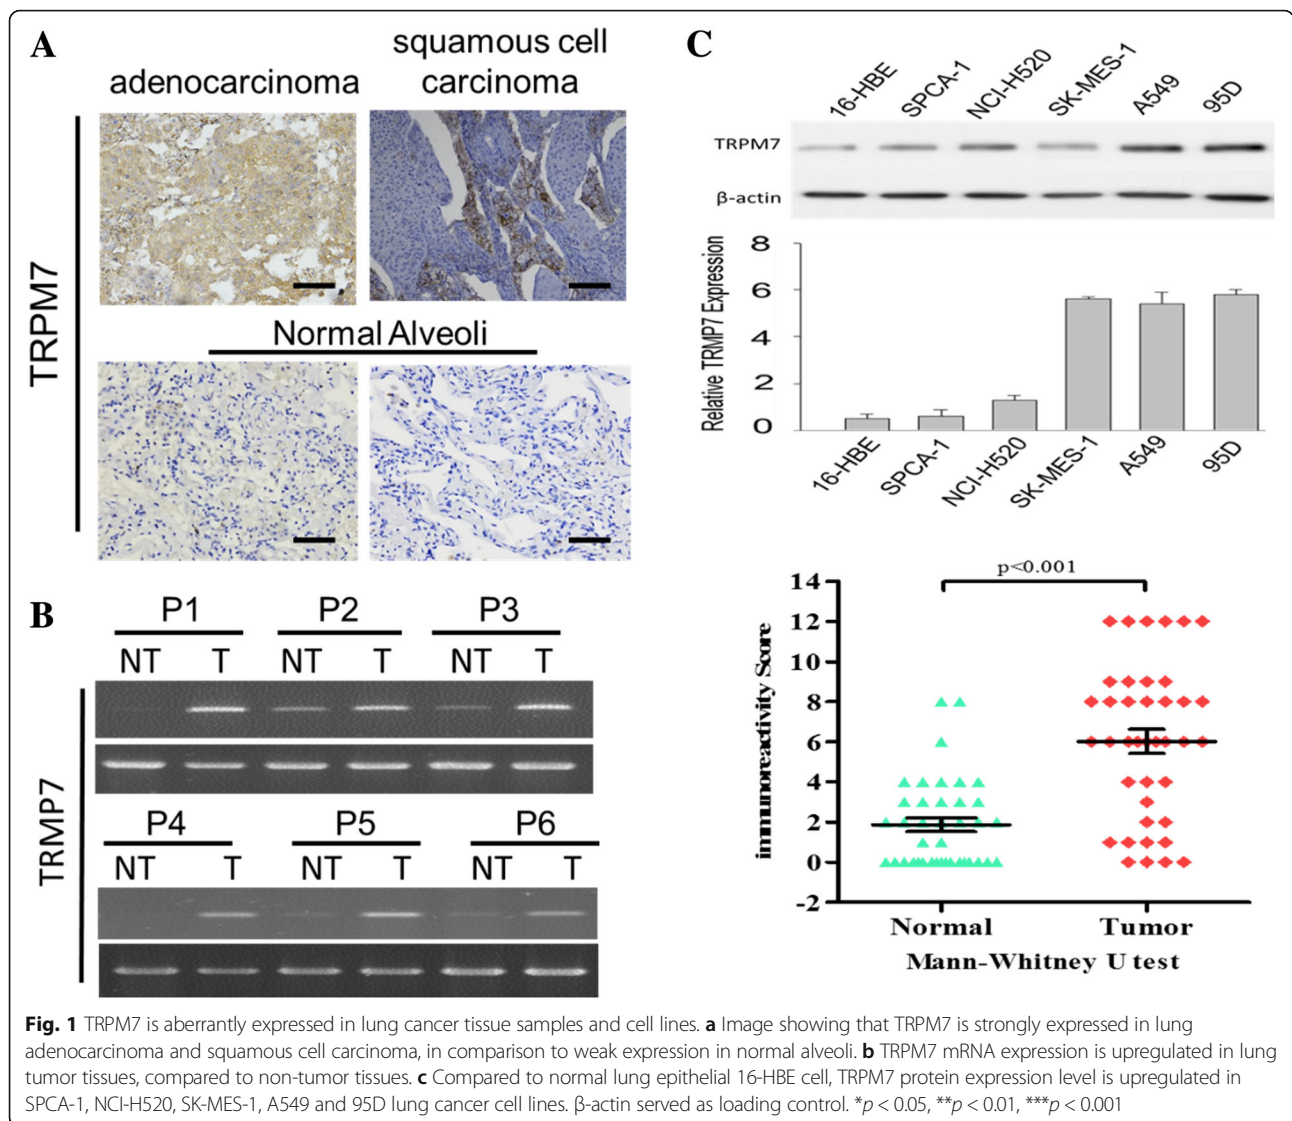 A
adenocarcinoma
squamous cell
carcinoma
TRPM7
Normal Alveoli
B
P1 P2 P3
NT T NT T NT T
TRMP7
P4 P5 P6
NT T NT T NT T
C
16-HBE SPCA-1 NCI-H520 SK-MES-1 A549 95D
TRPM7
β-actin
Relative TRMP7 Expression
8
6
4
2
0
16-HBE SPCA-1 NCI-H520 SK-MES-1 A549 95D
p<0.001
immunoreactivity Score
14
12
10
8
6
4
2
0
-2
Normal Tumor
Mann-Whitney U test
Fig. 1 TRPM7 is aberrantly expressed in lung cancer tissue samples and cell lines. a Image showing that TRPM7 is strongly expressed in lung
adenocarcinoma and squamous cell carcinoma, in comparison to weak expression in normal alveoli. b TRPM7 mRNA expression is upregulated in lung
tumor tissues, compared to non-tumor tissues. c Compared to normal lung epithelial 16-HBE cell, TRPM7 protein expression level is upregulated in
SPCA-1, NCI-H520, SK-MES-1, A549 and 95D lung cancer cell lines. β-actin served as loading control. *p < 0.05, **p < 0.01, ***p < 0.001